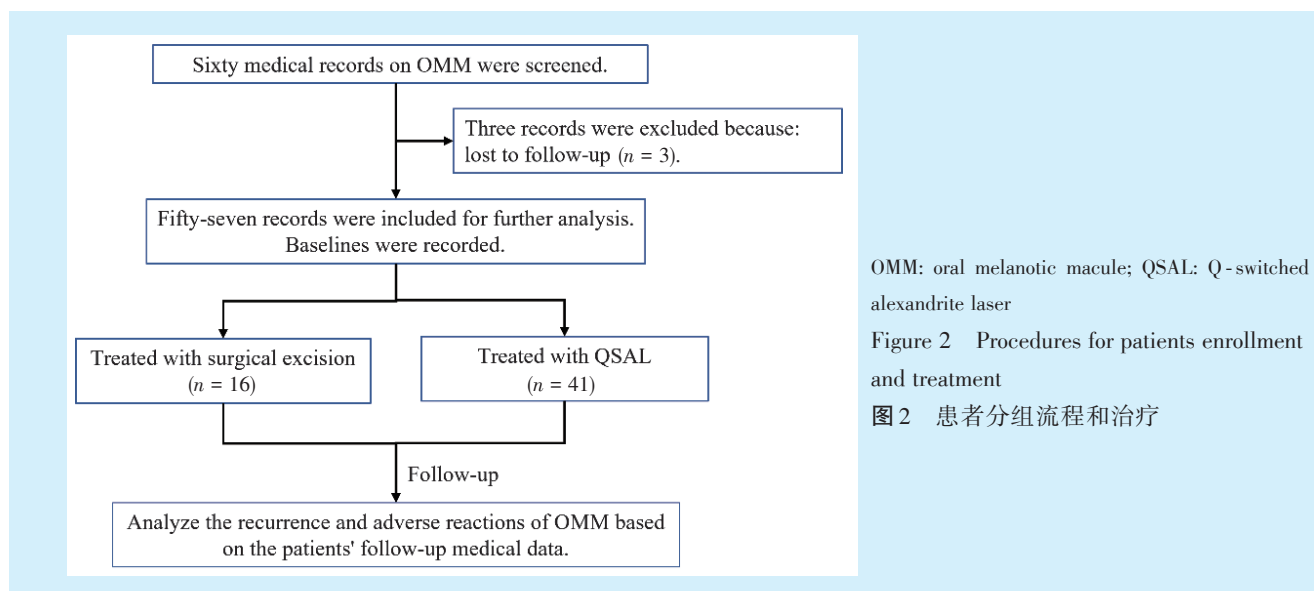 Sixty medical records on OMM were screened.
Three records were excluded because:
lost to follow-up (n = 3).
Fifty-seven records were included for further analysis.
Baselines were recorded.
Treated with surgical excision
(n = 16)
Treated with QSAL
(n = 41)
Follow-up
Analyze the recurrence and adverse reactions of OMM based
on the patients' follow-up medical data.
OMM: oral melanotic macule; QSAL: Q-switched
alexandrite laser
Figure 2 Procedures for patients enrollment
and treatment
图2 患者分组流程和治疗